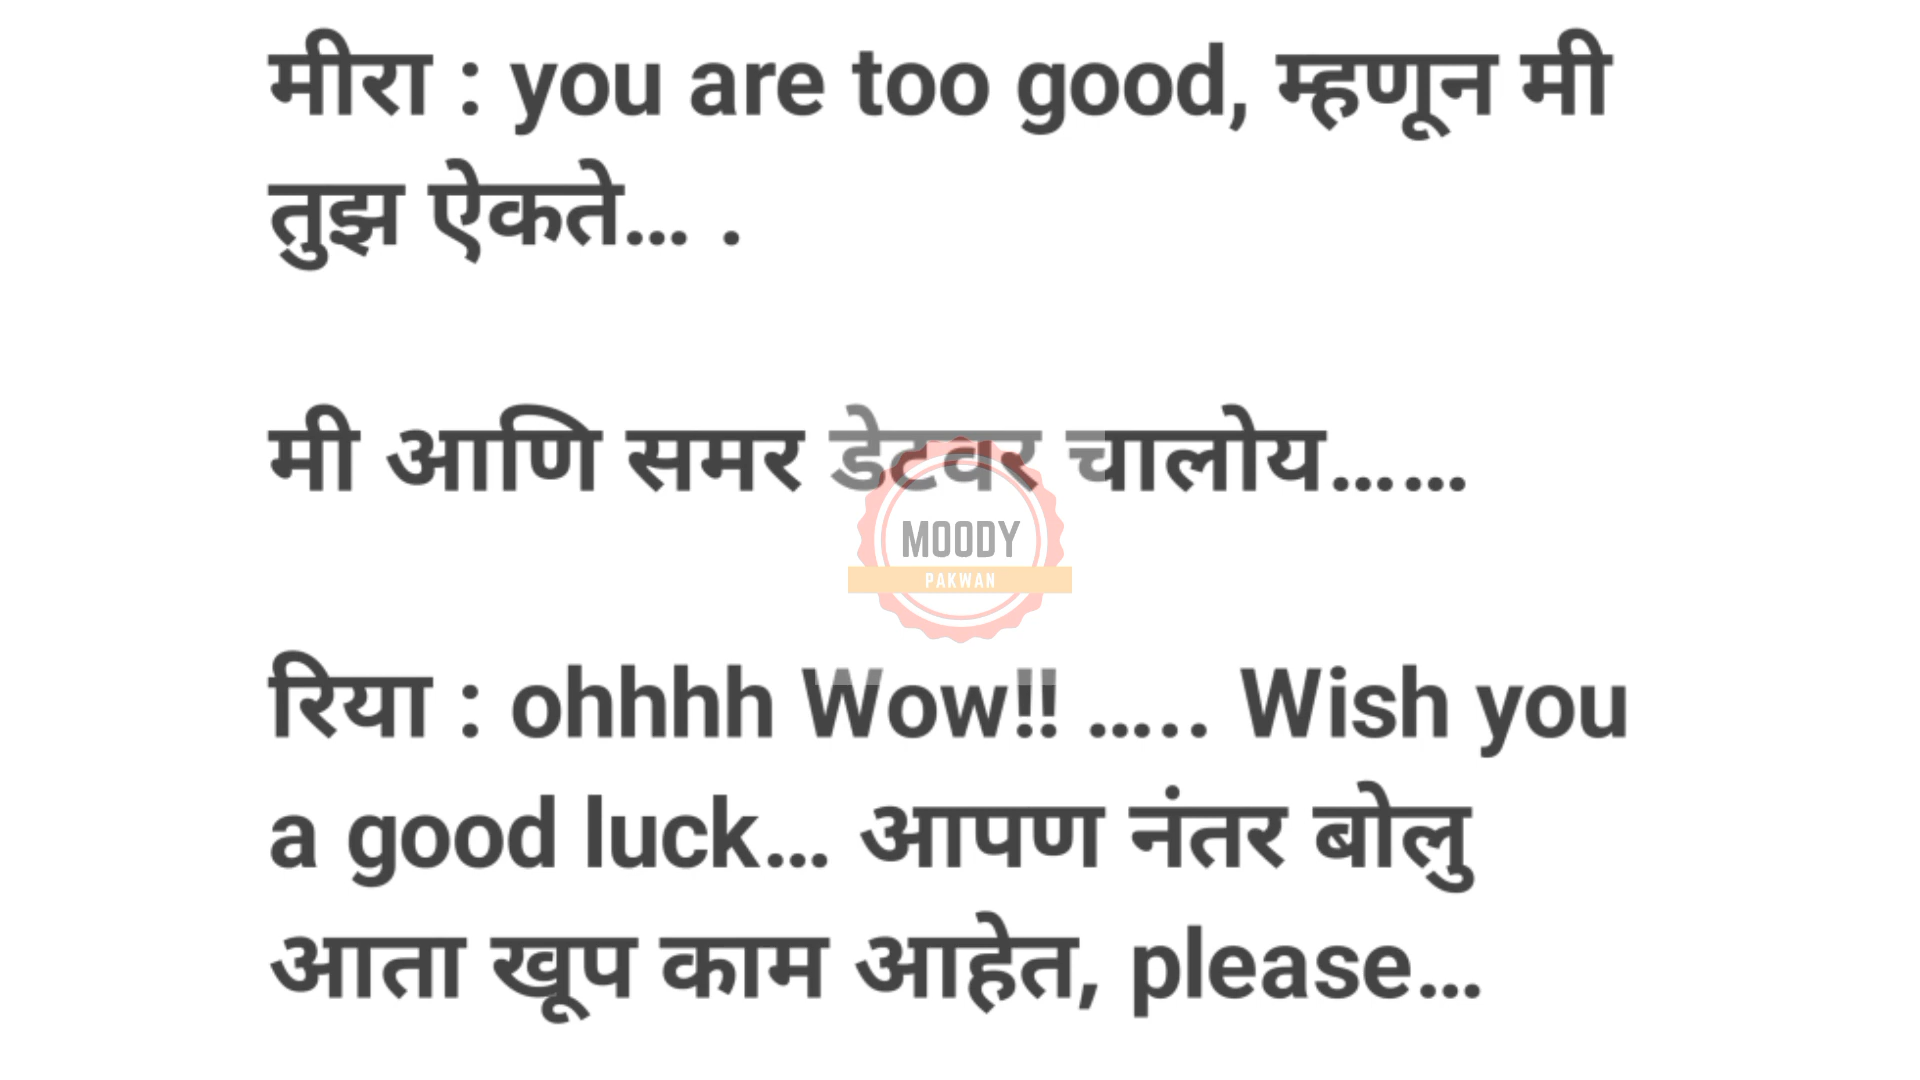 मीरा : you are too good, म्हणून मी
तुझ ऐकते… .
मी आणि समर डेटवर चालोय……
MOODY
PAKWAN
रिया : ohhhh Wow!! ….. Wish you
a good luck… आपण नंतर बोलु
आता खूप काम आहेत, please…